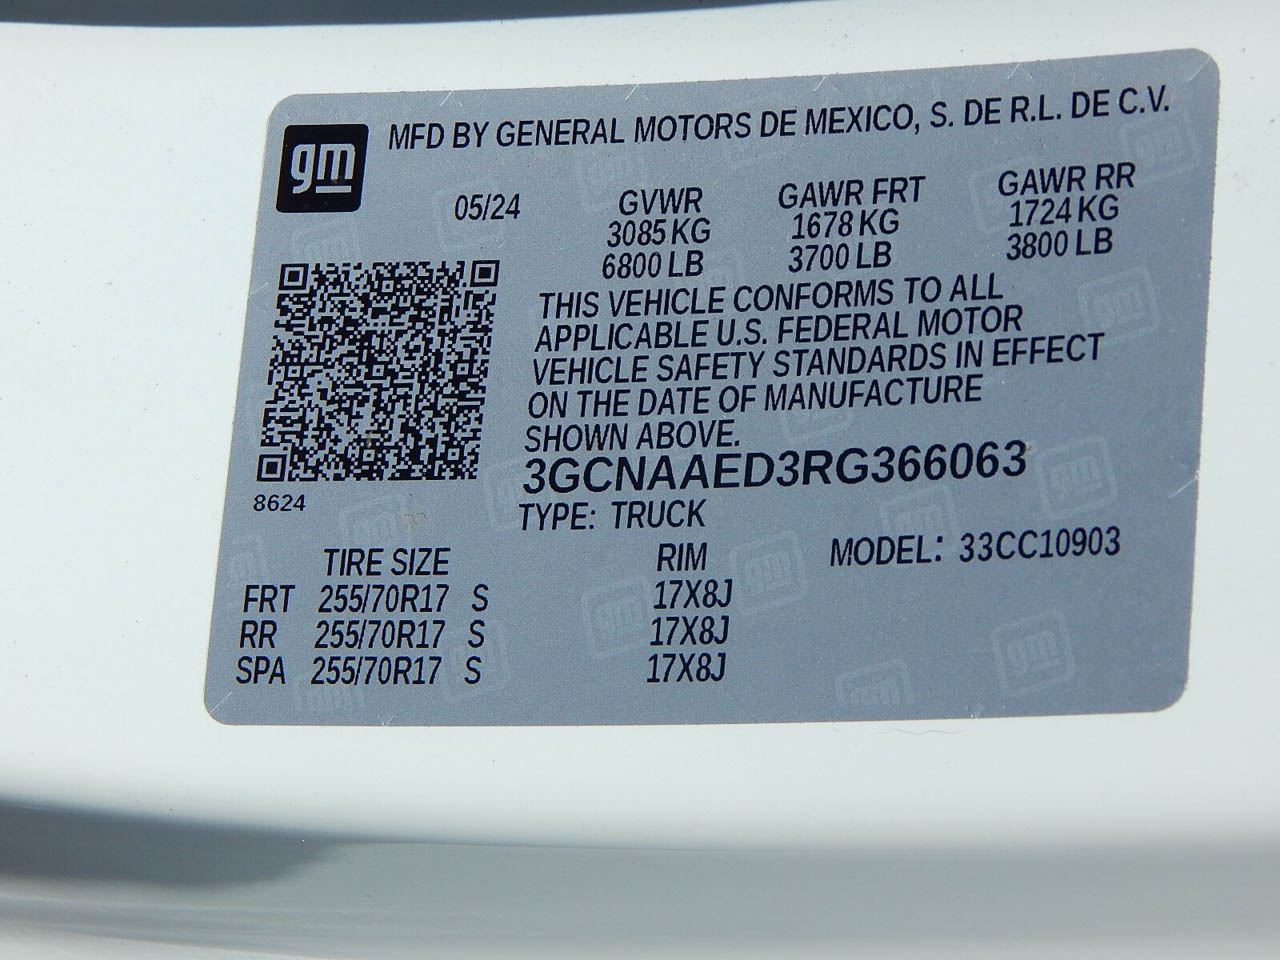 gm
MFD BY GENERAL MOTORS DE MEXICO, S. DE R.L. DE C.V.
05/24
GVWR
3085 KG
6800 LB
GAWR FRT
1678 KG
3700 LB
GAWR RR
1724 KG
3800 LB
THIS VEHICLE CONFORMS TO ALL
APPLICABLE U.S. FEDERAL MOTOR
VEHICLE SAFETY STANDARDS IN EFFECT
ON THE DATE OF MANUFACTURE
SHOWN ABOVE.
3GCNAAED3RG366063
8624
TYPE: TRUCK
MODEL: 33CC10903
TIRE SIZE RIM
FRT 255/70R17 S 17X8J
RR 255/70R17 S 17X8J
SPA 255/70R17 S 17X8J